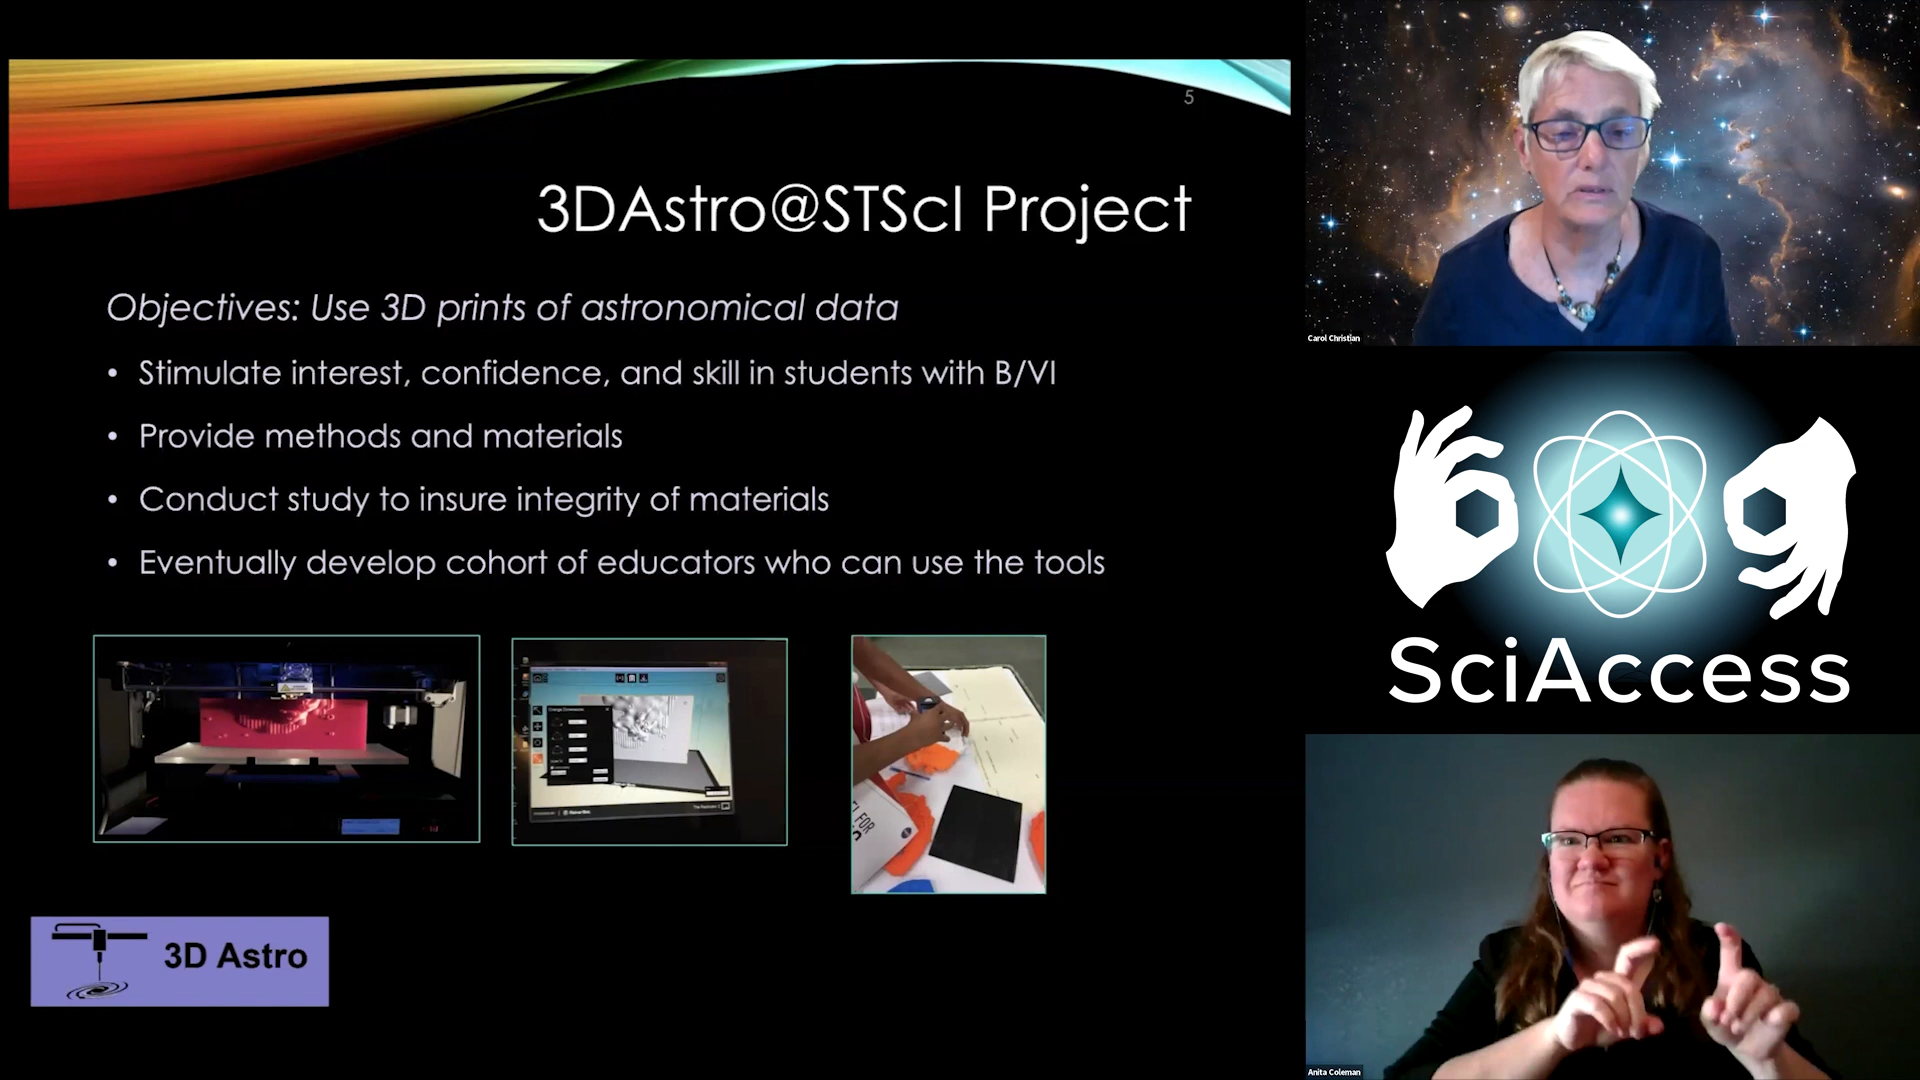 5
3DAstro@STScI Project
Objectives: Use 3D prints of astronomical data
• Stimulate interest, confidence, and skill in students with B/VI
• Provide methods and materials
• Conduct study to insure integrity of materials
• Eventually develop cohort of educators who can use the tools
3D Astro
Carol Christian
SciAccess
Anita Coleman